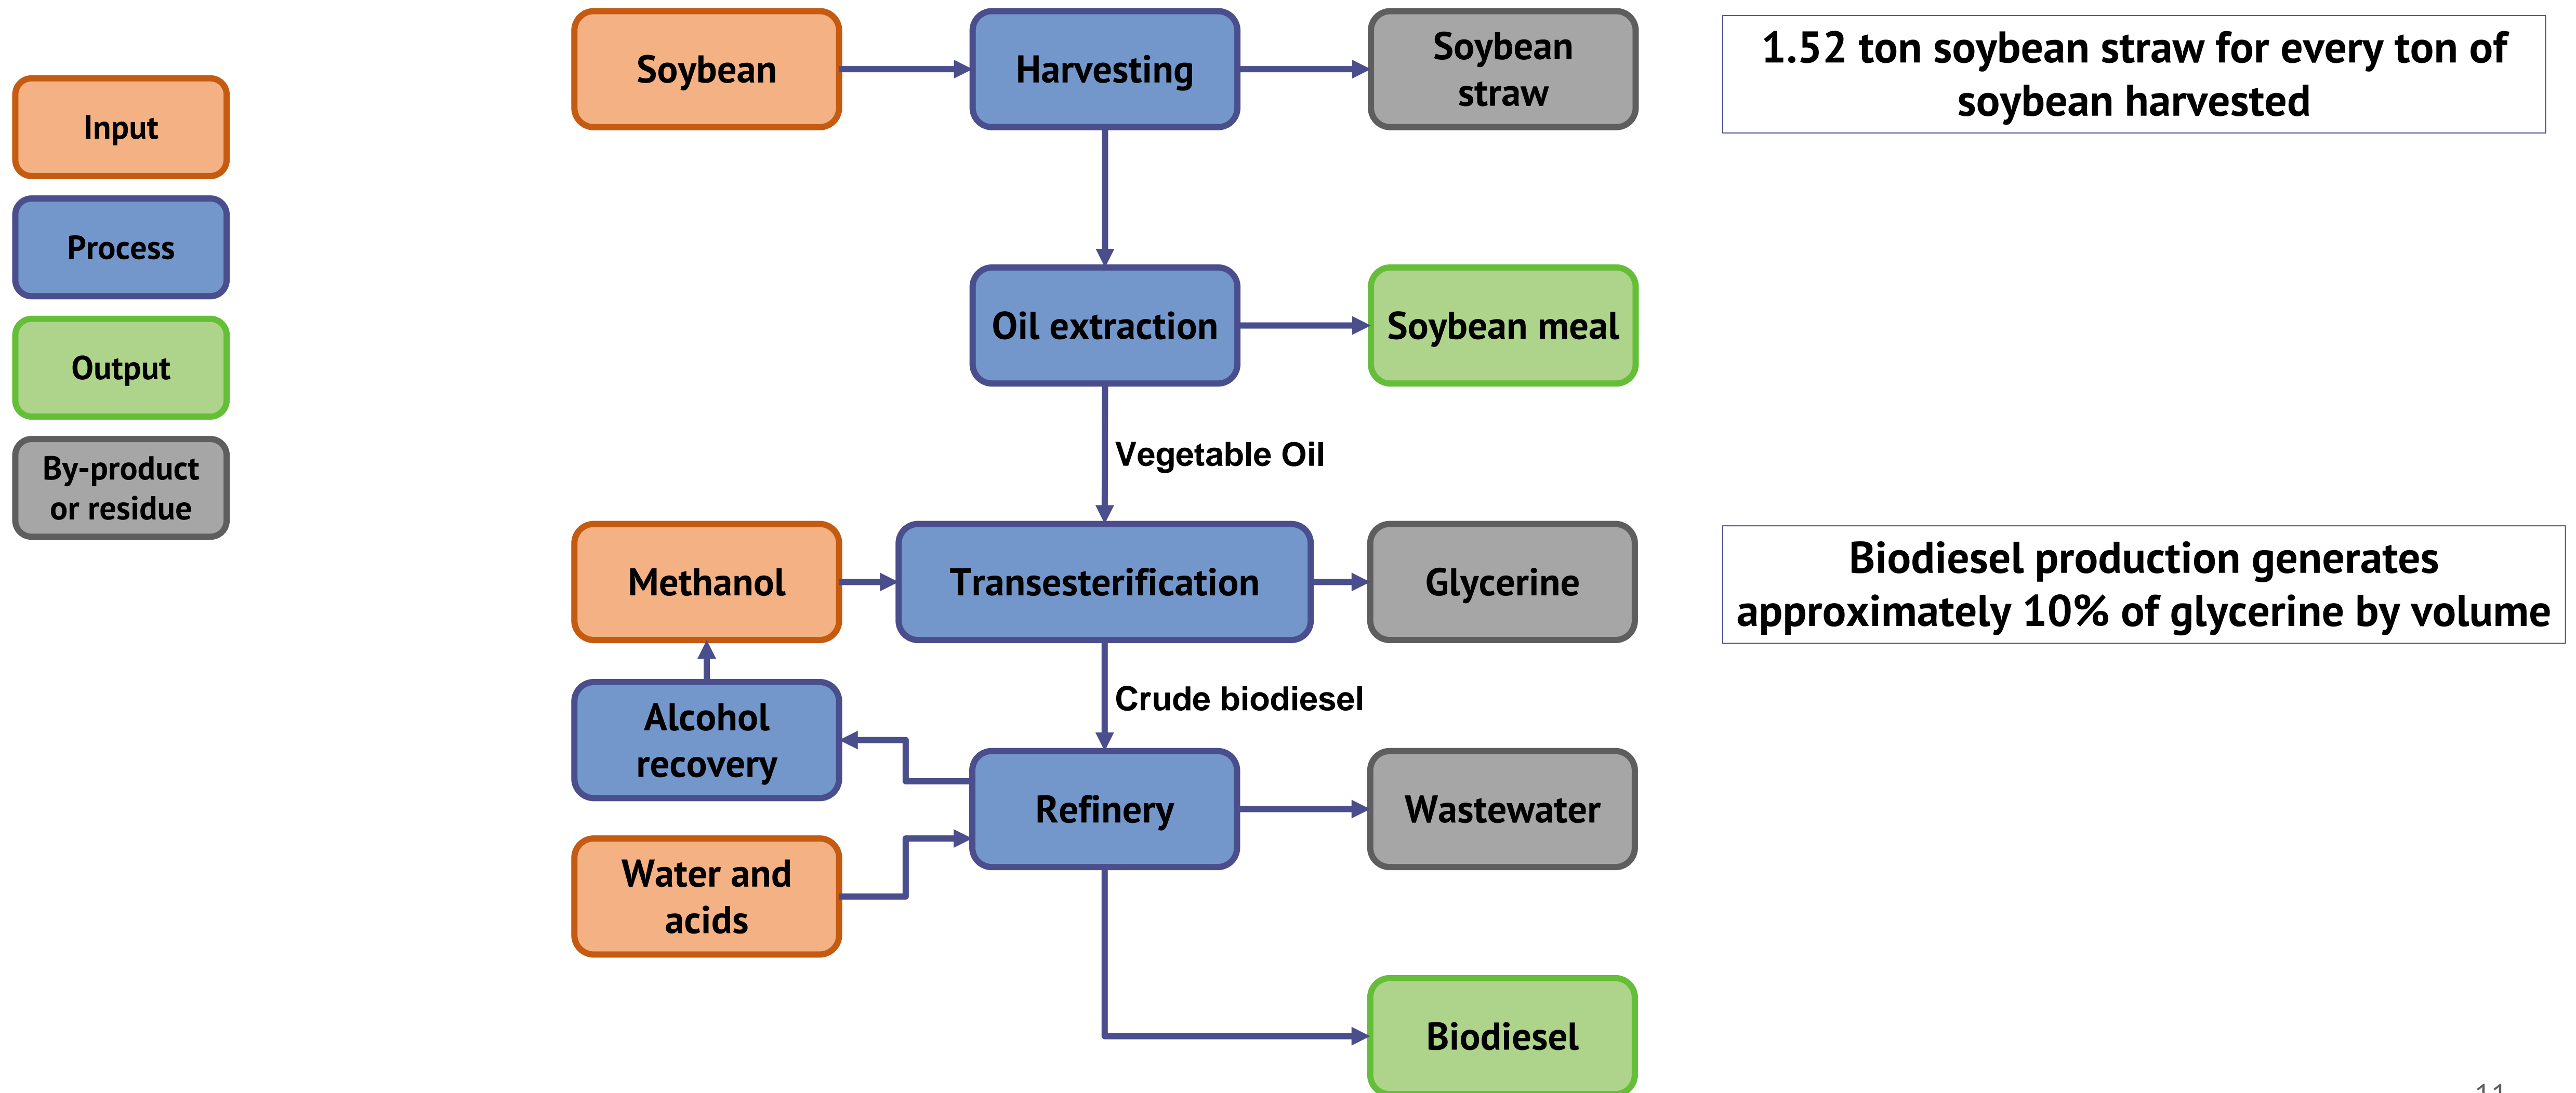 Input
Process
Output
By-product
or residue
Soybean
Harvesting
Soybean
straw
1.52 ton soybean straw for every ton of
soybean harvested
Oil extraction
Soybean meal
Vegetable Oil
Methanol
Transesterification
Glycerine
Biodiesel production generates
approximately 10% of glycerine by volume
Crude biodiesel
Alcohol
recovery
Refinery
Wastewater
Water and
acids
Biodiesel
11